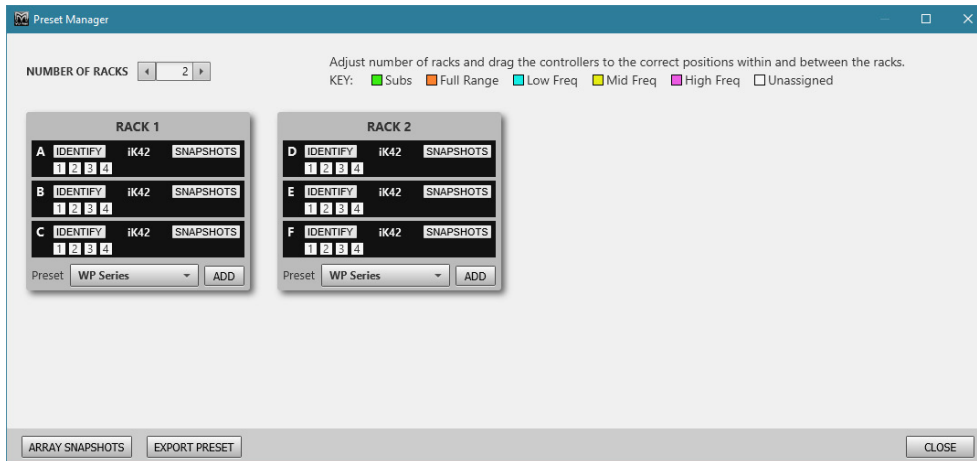 Preset Manager
NUMBER OF RACKS 2
Adjust number of racks and drag the controllers to the correct positions within and between the racks.
KEY: Subs Full Range Low Freq Mid Freq High Freq Unassigned
RACK 1
A IDENTIFY iK42 SNAPSHOTS
1 2 3 4
B IDENTIFY iK42 SNAPSHOTS
1 2 3 4
C IDENTIFY iK42 SNAPSHOTS
1 2 3 4
Preset WP Series ADD
RACK 2
D IDENTIFY iK42 SNAPSHOTS
1 2 3 4
E IDENTIFY iK42 SNAPSHOTS
1 2 3 4
F IDENTIFY iK42 SNAPSHOTS
1 2 3 4
Preset WP Series ADD
ARRAY SNAPSHOTS EXPORT PRESET CLOSE